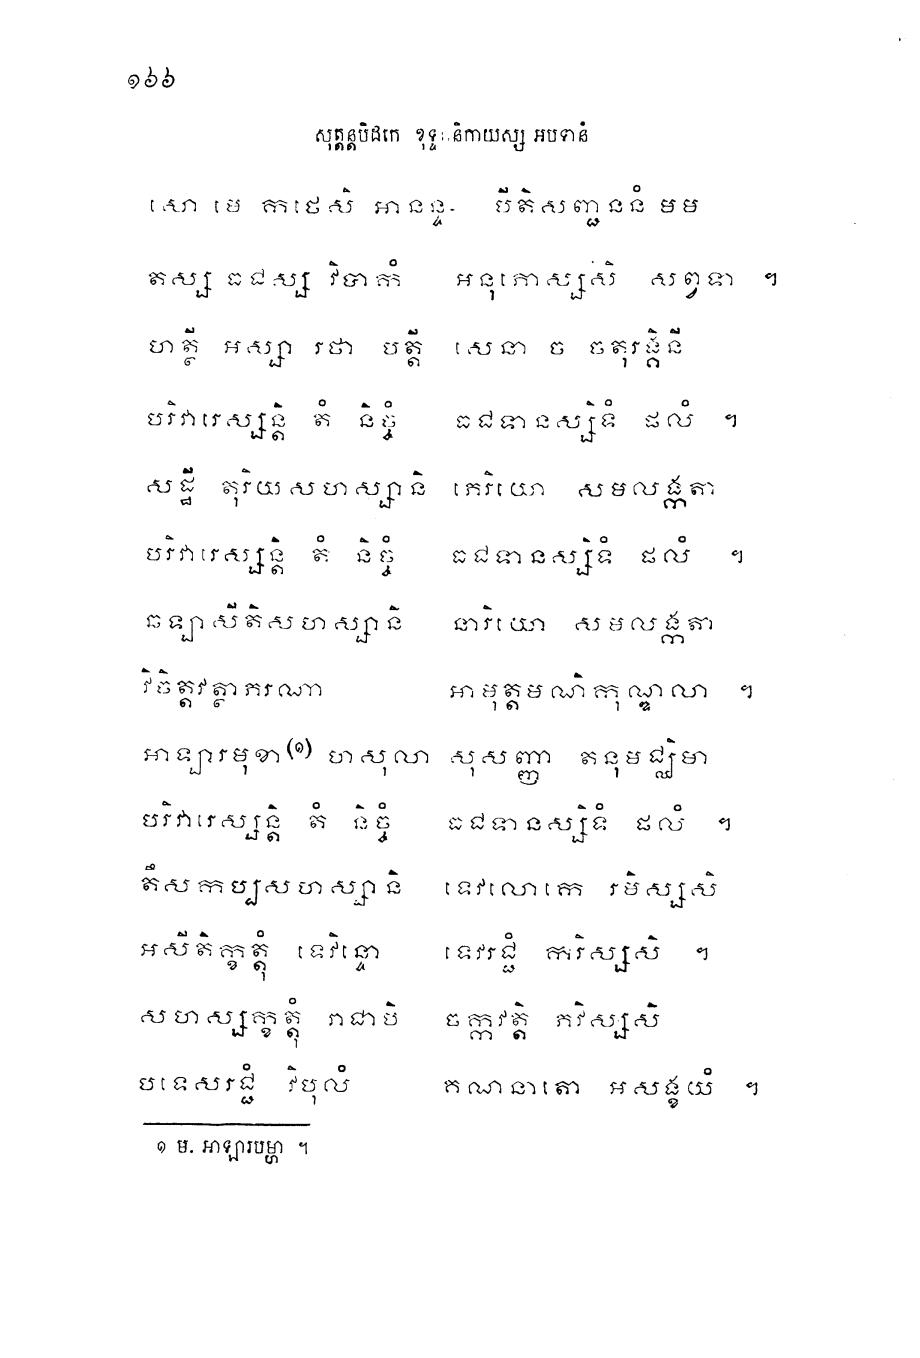 ១៦៦
សុត្តន្តបិដកេ ខុទ្ទកនិកាយស្ស អបទានំ
សោ មេ កថេសិ អានន្ទ- បីតិសញ្ជននំ មម
តស្ស ធជស្ស វិបាកំ អនុភោស្សសិ សព្វទា ។
ហត្ថី អស្សា រថា បត្តី សេនា ច ចតុរង្គិនី
បរិវារេស្សន្តិ តំ និច្ចំ ធជទានស្សិទំ ផលំ ។
សដ្ឋី តុរិយសហស្សានិ ភេរិយោ សមលង្កតា
បរិវារេស្សន្តិ តំ និច្ចំ ធជទានស្សិទំ ផលំ ។
ឆឡាសីតិសហស្សានិ នារិយោ សមលង្កតា
វិចិត្តវត្ថាភរណា អាមុត្តមណិកុណ្ឌលា ។
អាឡារមុខា(១) ហសុលា សុសញ្ញា តនុមជ្ឈិមា
បរិវារេស្សន្តិ តំ និច្ចំ ធជទានស្សិទំ ផលំ ។
តឹសកប្បសហស្សានិ ទេវលោកេ រមិស្សសិ
អសីតិក្ខត្តុំ ទេវិន្ទោ ទេវរជ្ជំ ករិស្សសិ ។
សហស្សក្ខត្តុំ រាជាបិ ចក្កវត្តិ ភវិស្សសិ
បទេសរជ្ជំ វិបុលំ គណនាតោ អសង្ខយំ ។
១ ម. អាឡារបម្ហា ។